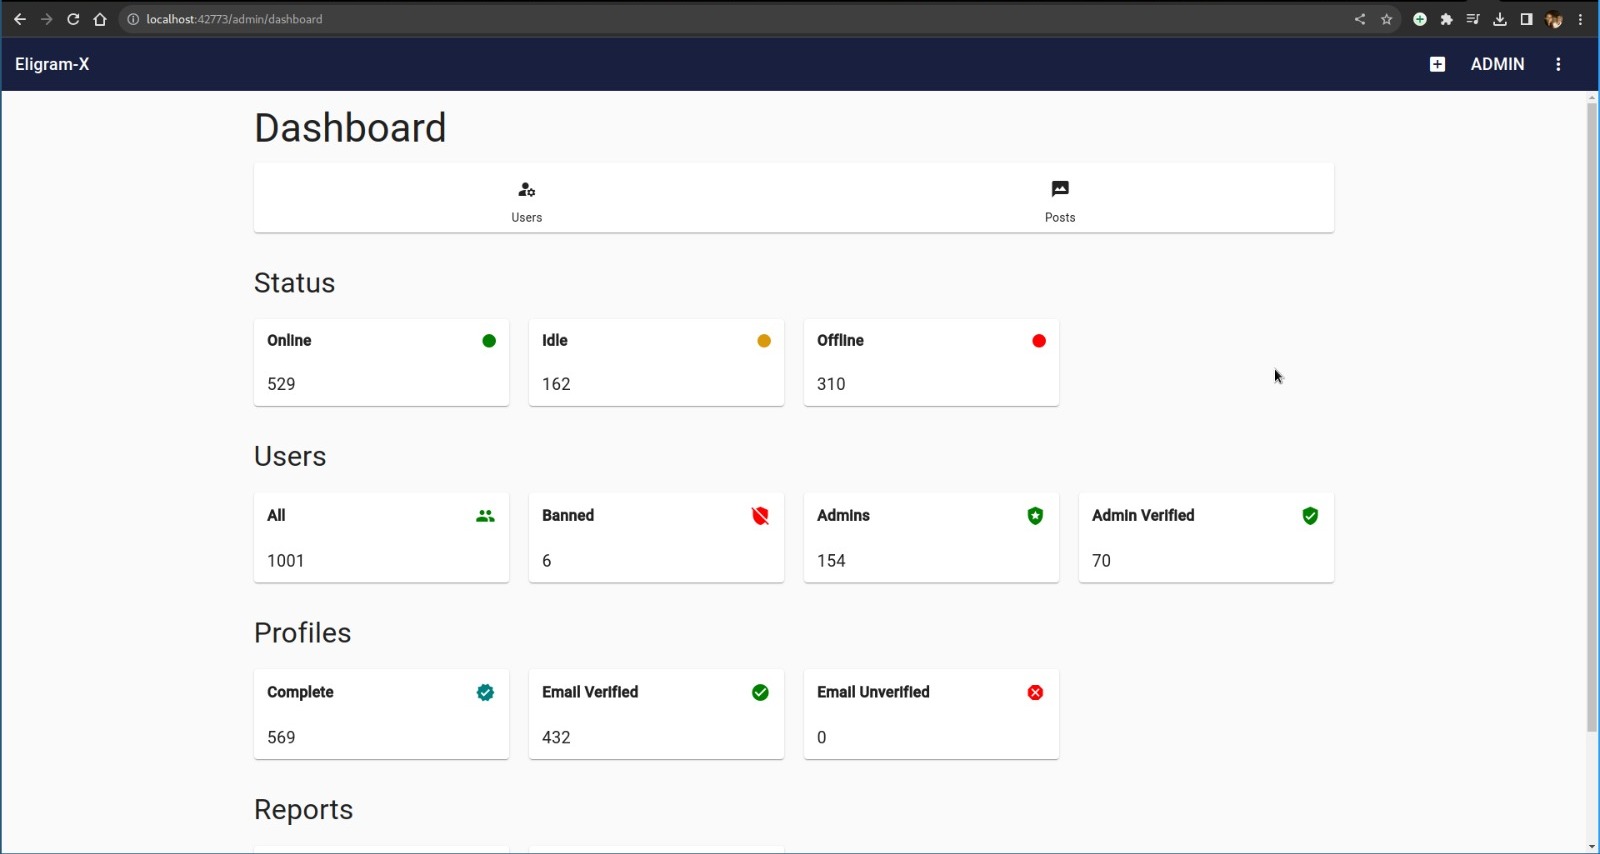 localhost:42773/admin/dashboard
Eligram-X
ADMIN
Dashboard
Users
Posts
Status
Online
Idle
Offline
529
162
310
Users
All
Banned
Admins
Admin Verified
1001
6
154
70
Profiles
Complete
Email Verified
Email Unverified
569
432
0
Reports